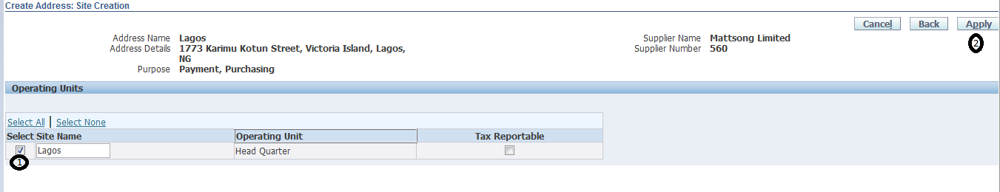 Create Address: Site Creation
Cancel Back Apply
2
Address Name Lagos Supplier Name Mattsong Limited
Address Details 1773 Karimu Kotun Street, Victoria Island, Lagos, Supplier Number 560
NG
Purpose Payment, Purchasing
Operating Units
Select All Select None
Select Site Name Operating Unit Tax Reportable
Lagos Head Quarter
1